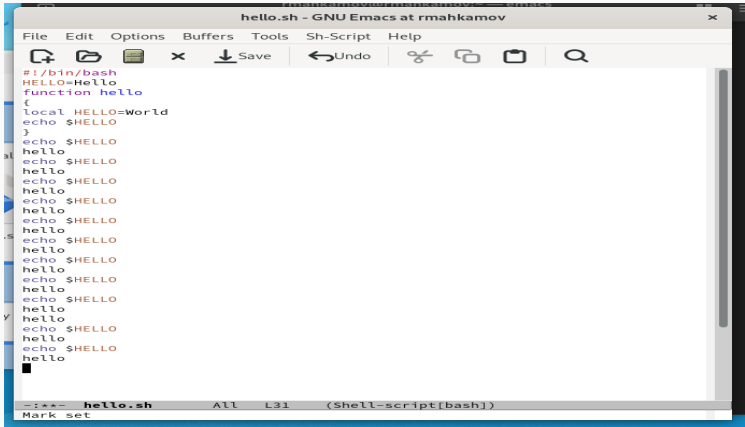 hello.sh - GNU Emacs at rmahkamov
File Edit Options Buffers Tools Sh-Script Help
Save Undo
#!/bin/bash
HELLO=Hello
function hello
{
local HELLO=World
echo $HELLO
}
echo $HELLO
hello
echo $HELLO
hello
echo $HELLO
hello
echo $HELLO
hello
echo $HELLO
hello
echo $HELLO
hello
echo $HELLO
hello
echo $HELLO
hello
echo $HELLO
hello
hello
echo $HELLO
hello
echo $HELLO
hello
-:**- hello.sh All L31 (Shell-script[bash])
Mark set